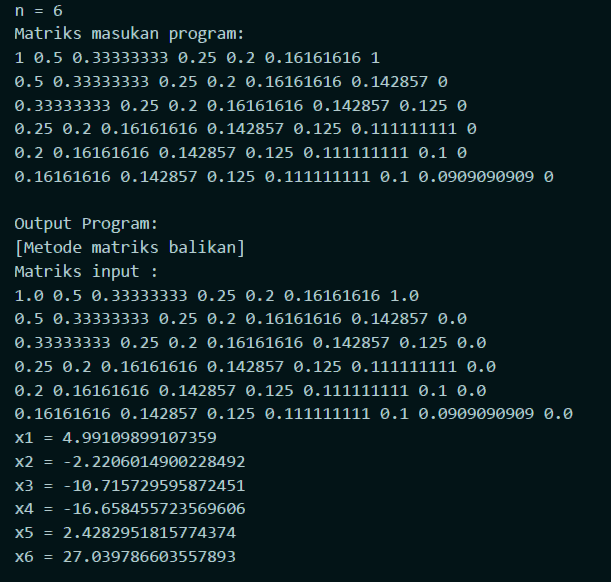 n = 6
Matriks masukan program:
1 0.5 0.33333333 0.25 0.2 0.16161616 1
0.5 0.33333333 0.25 0.2 0.16161616 0.142857 0
0.33333333 0.25 0.2 0.16161616 0.142857 0.125 0
0.25 0.2 0.16161616 0.142857 0.125 0.111111111 0
0.2 0.16161616 0.142857 0.125 0.111111111 0.1 0
0.16161616 0.142857 0.125 0.111111111 0.1 0.0909090909 0
Output Program:
[Metode matriks balikan]
Matriks input :
1.0 0.5 0.33333333 0.25 0.2 0.16161616 1.0
0.5 0.33333333 0.25 0.2 0.16161616 0.142857 0.0
0.33333333 0.25 0.2 0.16161616 0.142857 0.125 0.0
0.25 0.2 0.16161616 0.142857 0.125 0.111111111 0.0
0.2 0.16161616 0.142857 0.125 0.111111111 0.1 0.0
0.16161616 0.142857 0.125 0.111111111 0.1 0.0909090909 0.0
x1 = 4.99109899107359
x2 = -2.2206014900228492
x3 = -10.715729595872451
x4 = -16.658455723569606
x5 = 2.4282951815774374
x6 = 27.039786603557893